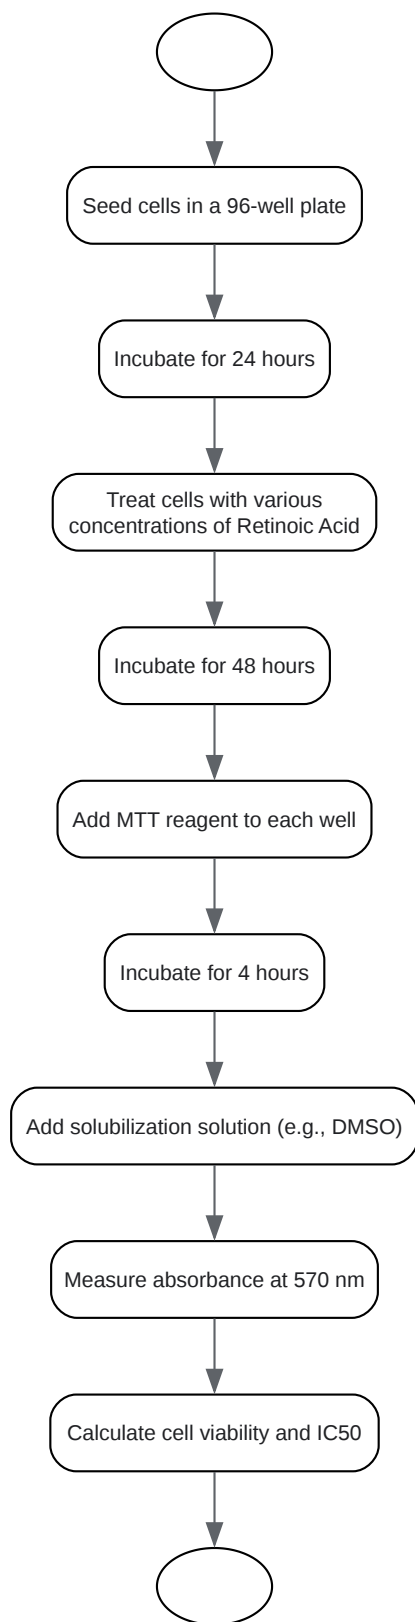 Seed cells in a 96-well plate
Incubate for 24 hours
Treat cells with various
concentrations of Retinoic Acid
Incubate for 48 hours
Add MTT reagent to each well
Incubate for 4 hours
Add solubilization solution (e.g., DMSO)
Measure absorbance at 570 nm
Calculate cell viability and IC50